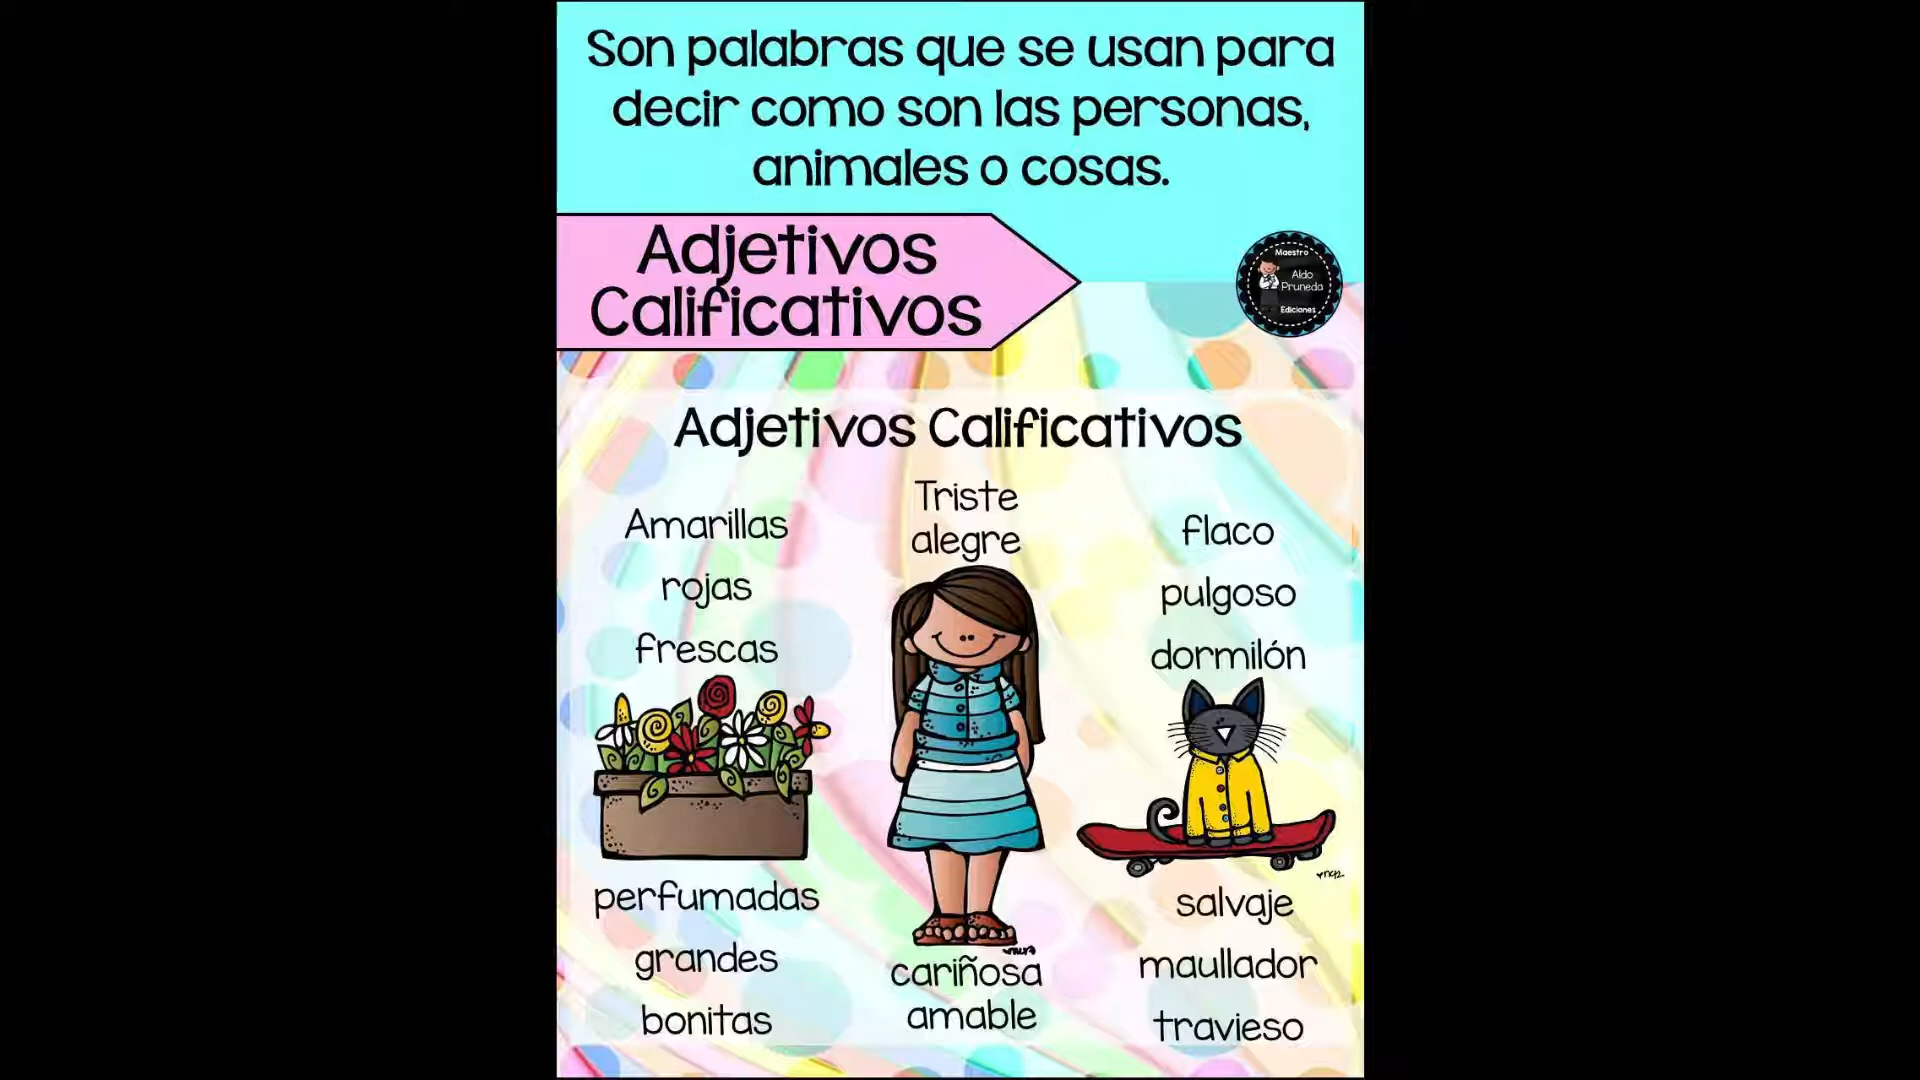 Son palabras que se usan para
decir como son las personas,
animales o cosas.
Adjetivos
Calificativos
Maestro
Aldo
Pruneda
Ediciones
Adjetivos Calificativos
Amarillas
rojas
frescas
perfumadas
grandes
bonitas
Triste
alegre
cariñosa
amable
flaco
pulgoso
dormilón
salvaje
maullador
travieso